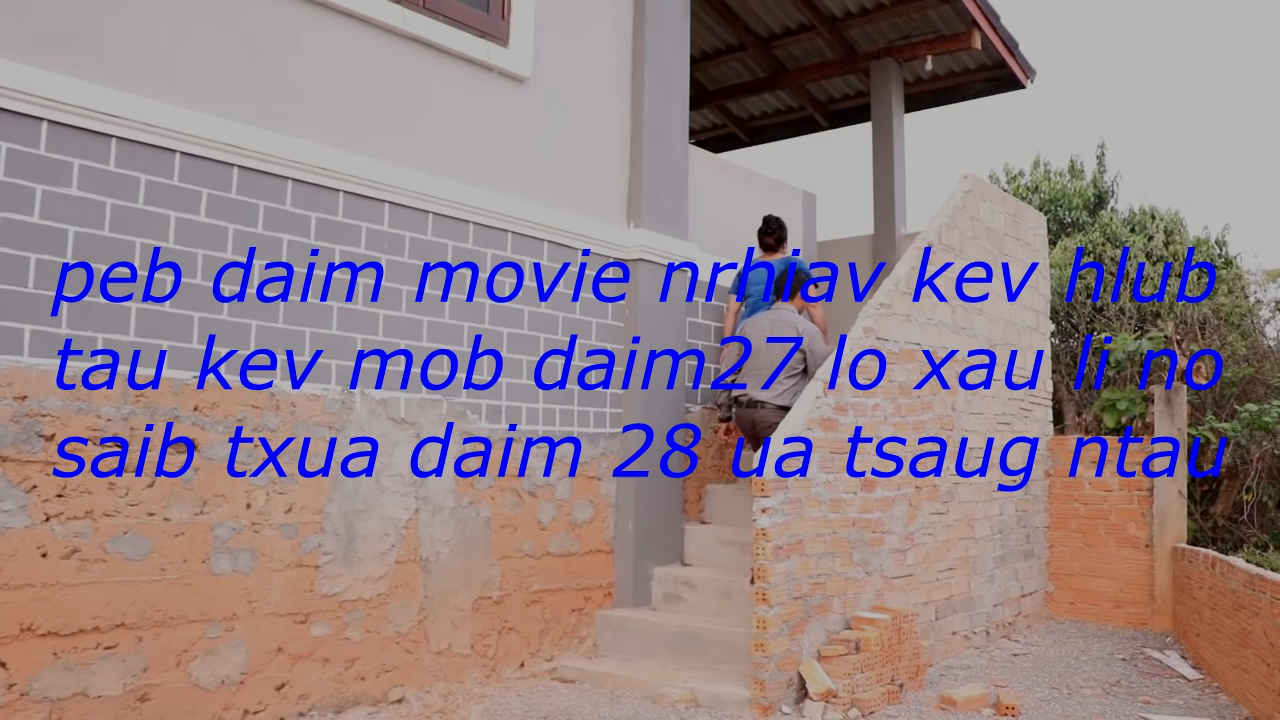 peb daim movie nrhiav kev hlub
tau kev mob daim27 lo xau li no
saib txua daim 28 ua tsaug ntau